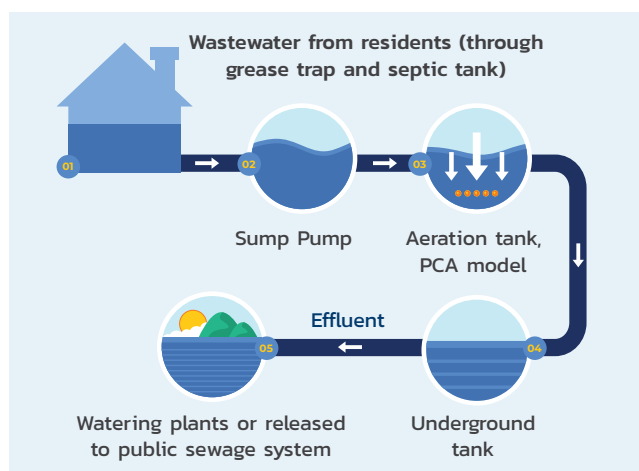 Wastewater from residents (through
grease trap and septic tank)
01
02
03
Sump Pump
Aeration tank,
PCA model
Effluent
05
04
Watering plants or released
to public sewage system
Underground
tank